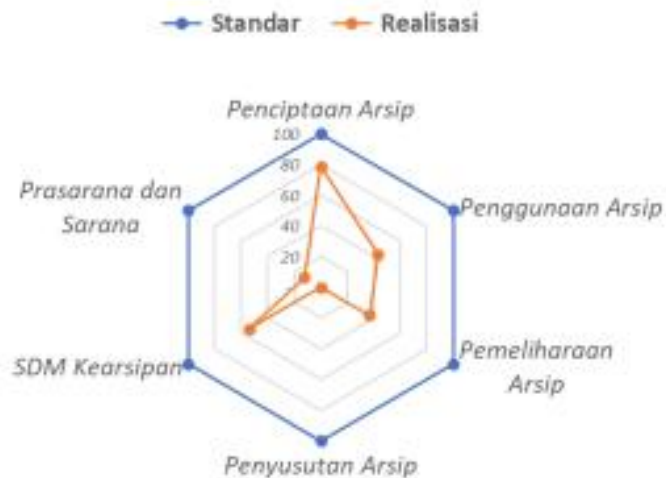 Standar Realisasi
Penciptaan Arsip
100
80
60
40
20
-
Prasarana dan
Sarana
Penggunaan Arsip
SDM Kearsipan
Pemeliharaan
Arsip
Penyusutan Arsip